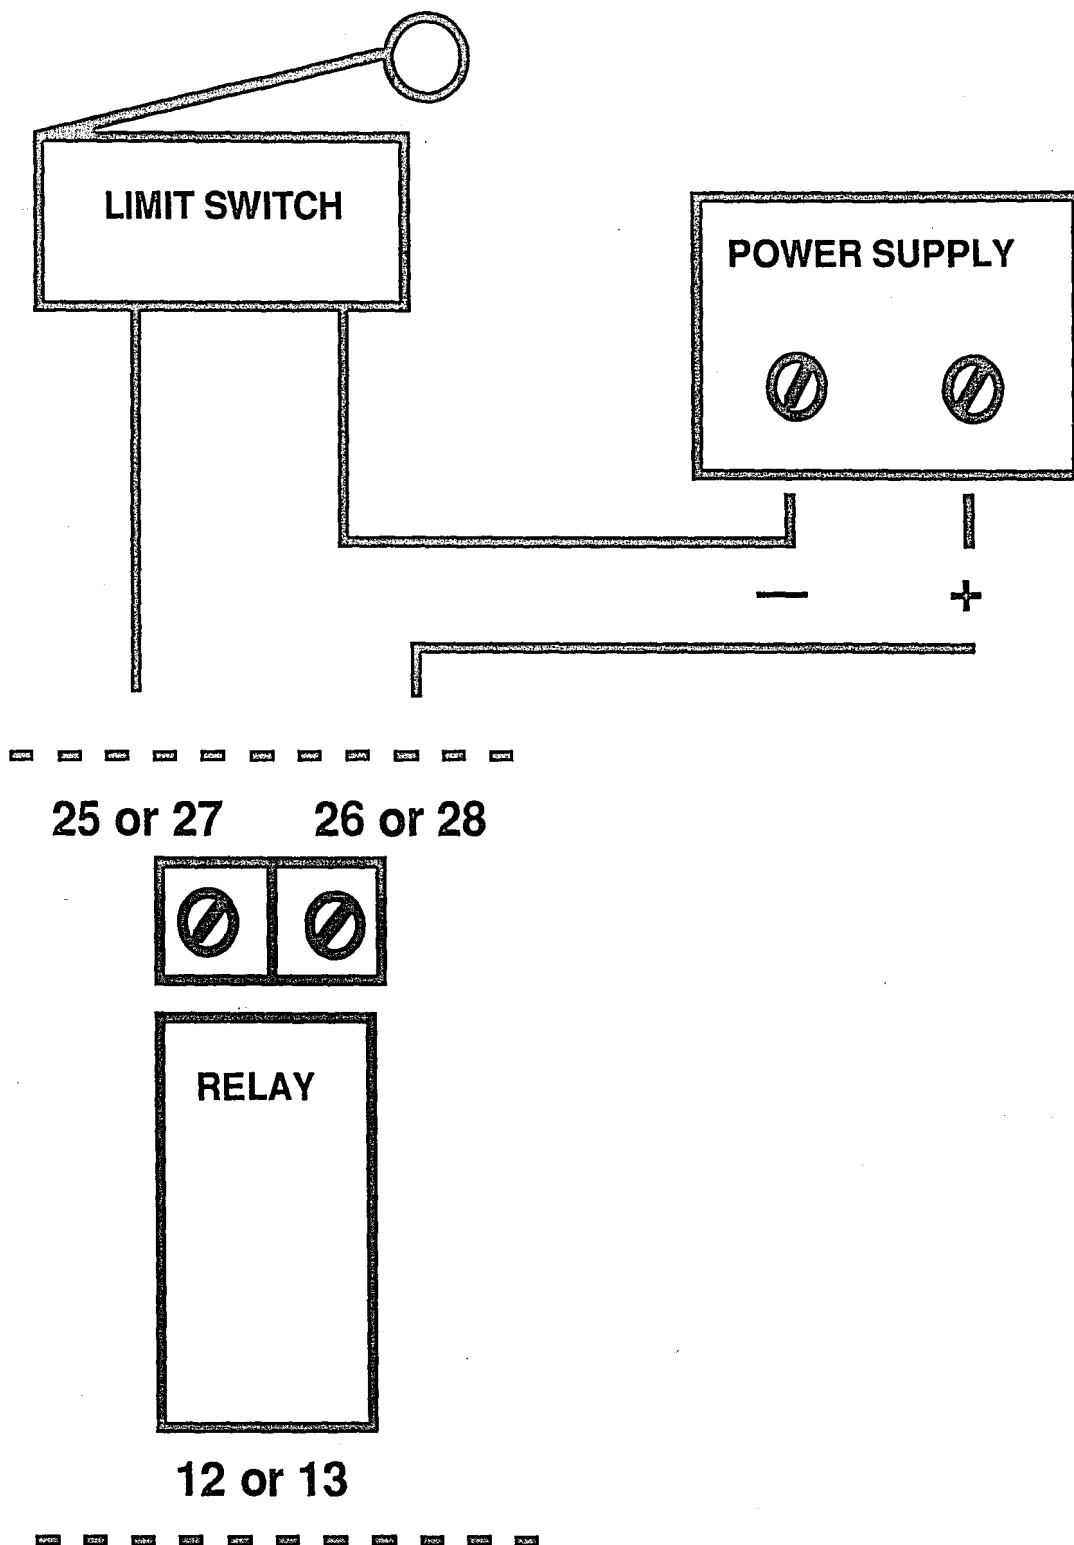 LIMIT SWITCH
POWER SUPPLY
— +
25 or 27 26 or 28
RELAY
12 or 13